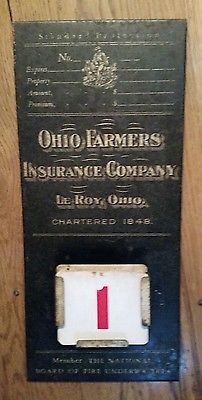 Standard Protection
No.
Expires,
Property
Amount, $
Premium, $
OHIO FARMERS
INSURANCE COMPANY
LE ROY, OHIO.
CHARTERED 1848.
1
Member THE NATIONAL
BOARD OF FIRE UNDERWRITERS